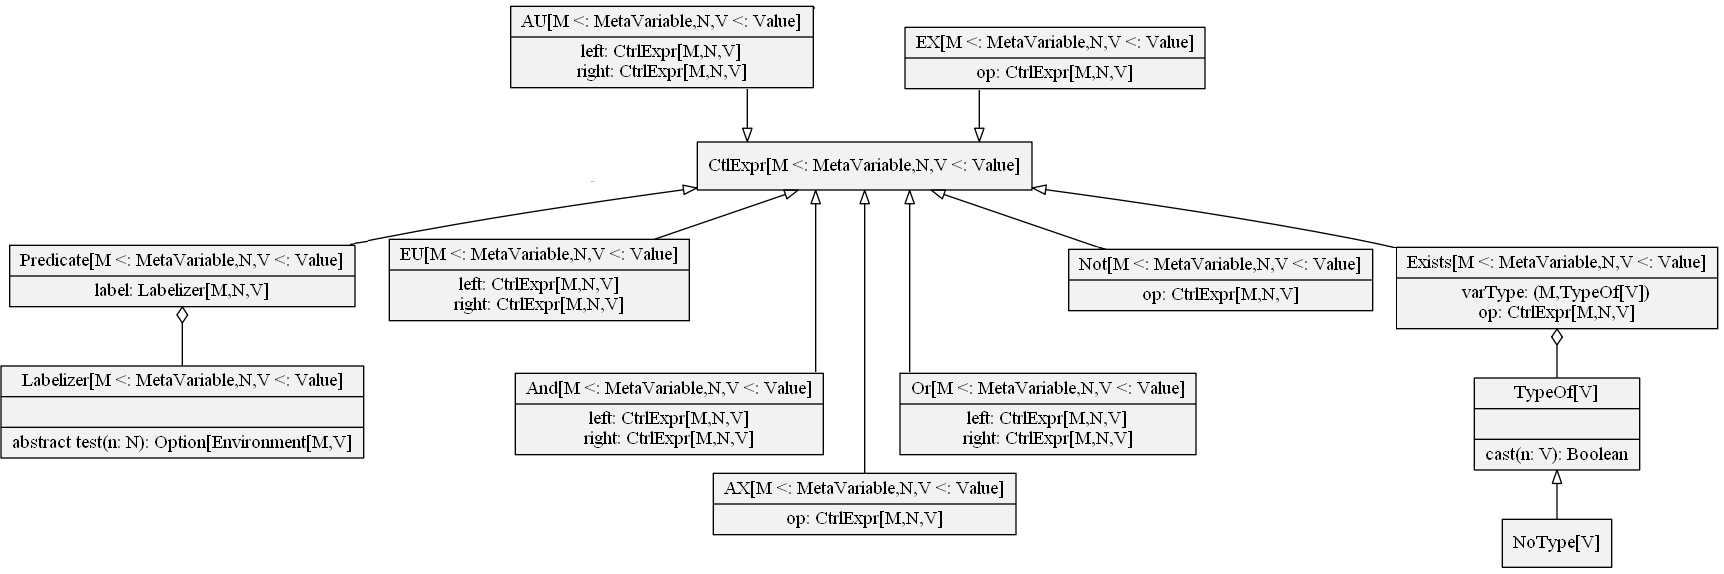 AU[M <: MetaVariable,N,V <: Value]
left: CtrlExpr[M,N,V]
right: CtrlExpr[M,N,V]
EX[M <: MetaVariable,N,V <: Value]
op: CtrlExpr[M,N,V]
CtlExpr[M <: MetaVariable,N,V <: Value]
Predicate[M <: MetaVariable,N,V <: Value]
label: Labelizer[M,N,V]
EU[M <: MetaVariable,N,V <: Value]
left: CtrlExpr[M,N,V]
right: CtrlExpr[M,N,V]
Not[M <: MetaVariable,N,V <: Value]
op: CtrlExpr[M,N,V]
Exists[M <: MetaVariable,N,V <: Value]
varType: (M,TypeOf[V])
op: CtrlExpr[M,N,V]
Labelizer[M <: MetaVariable,N,V <: Value]
abstract test(n: N): Option[Environment[M,V]
And[M <: MetaVariable,N,V <: Value]
left: CtrlExpr[M,N,V]
right: CtrlExpr[M,N,V]
Or[M <: MetaVariable,N,V <: Value]
left: CtrlExpr[M,N,V]
right: CtrlExpr[M,N,V]
TypeOf[V]
cast(n: V): Boolean
AX[M <: MetaVariable,N,V <: Value]
op: CtrlExpr[M,N,V]
NoType[V]